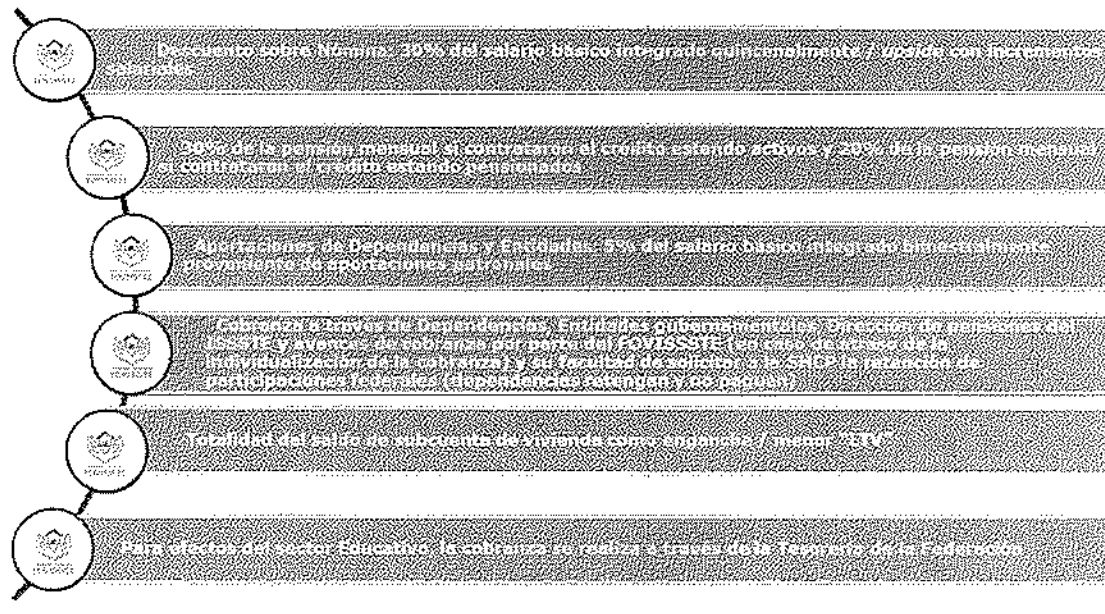 Descuento sobre Nómina: 30% del salario básico integrado quincenalmente / upside con incrementos
salariales
30% de la pensión mensual si contrataron el crédito estando activos y 20% de la pensión mensual
si contrataron el crédito estando pensionados
Aportaciones de Dependencias y Entidades: 5% del salario básico integrado bimestralmente
proveniente de aportaciones patronales
Cobranza a través de Dependencias, Entidades gubernamentales, Dirección de pensiones del
ISSSTE y avances de cobranza por parte del FOVISSSTE (en caso de atraso de la
individualización de la cobranza) y su facultad de solicitar a la SHCP la retención de
participaciones federales (dependencias retengan y no paguen)
Totalidad del saldo de subcuenta de vivienda como enganche / menor "LTV"
Para efectos del sector Educativo, la cobranza se realiza a través de la Tesorería de la Federación